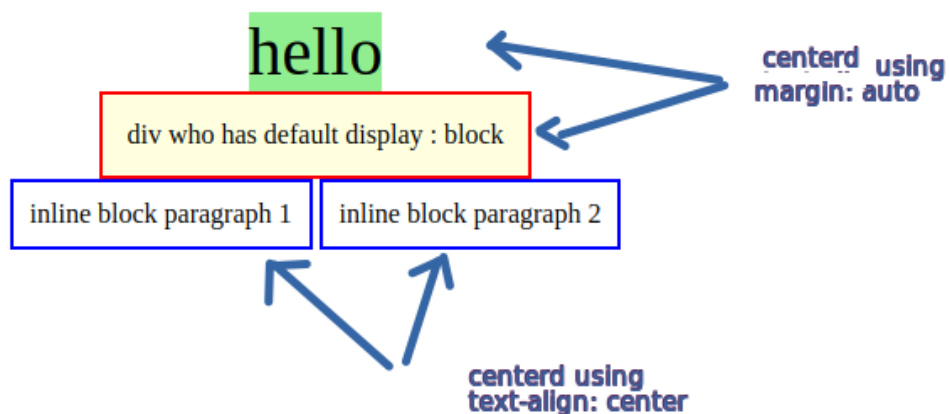 hello
centerd using
margin: auto
div who has default display : block
inline block paragraph 1
inline block paragraph 2
centerd using
text-align: center